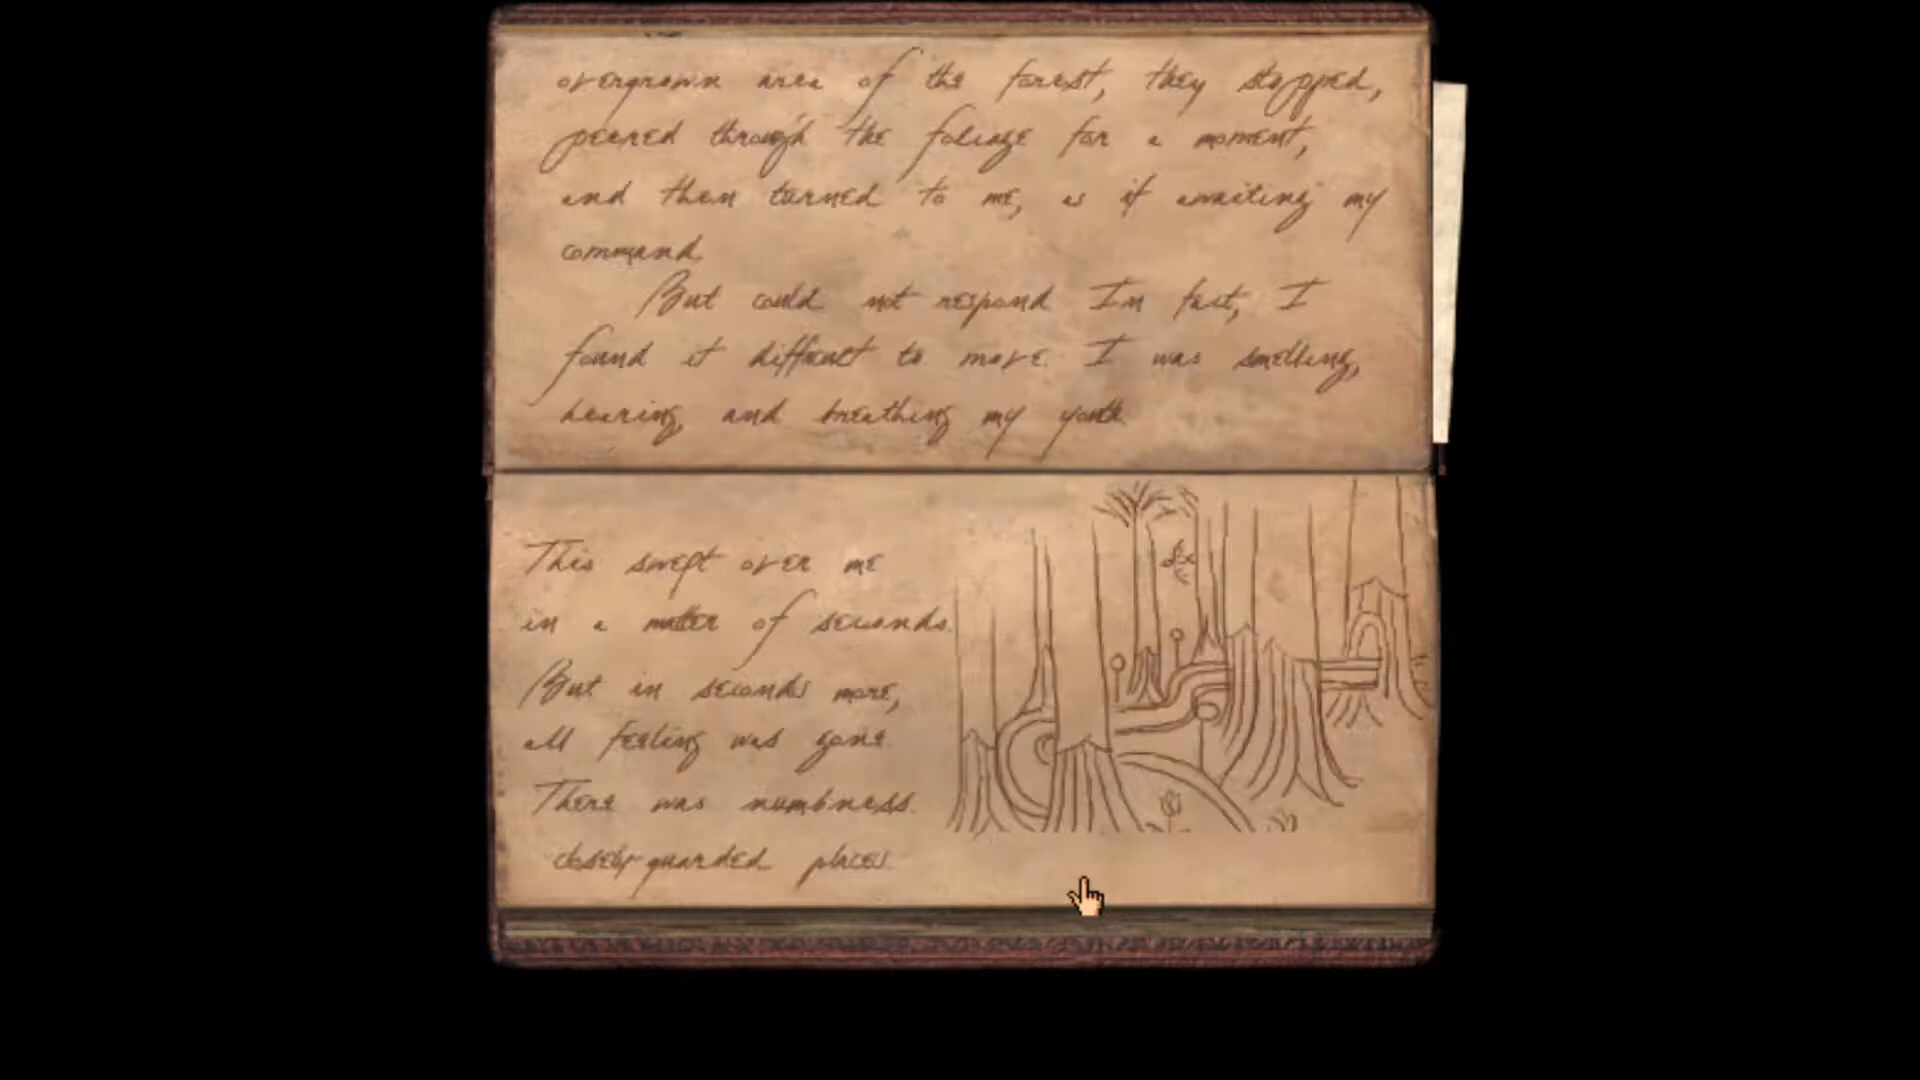 overgrown area of the forest, they stopped,
peered through the foliage for a moment,
and then turned to me, as if awaiting my
command.
But could not respond In fact, I
found it difficult to move. I was smelling,
hearing, and breathing my youth.
This swept over me
in a matter of seconds.
But in seconds more,
all feeling was gone.
There was numbness.
closely-guarded places.